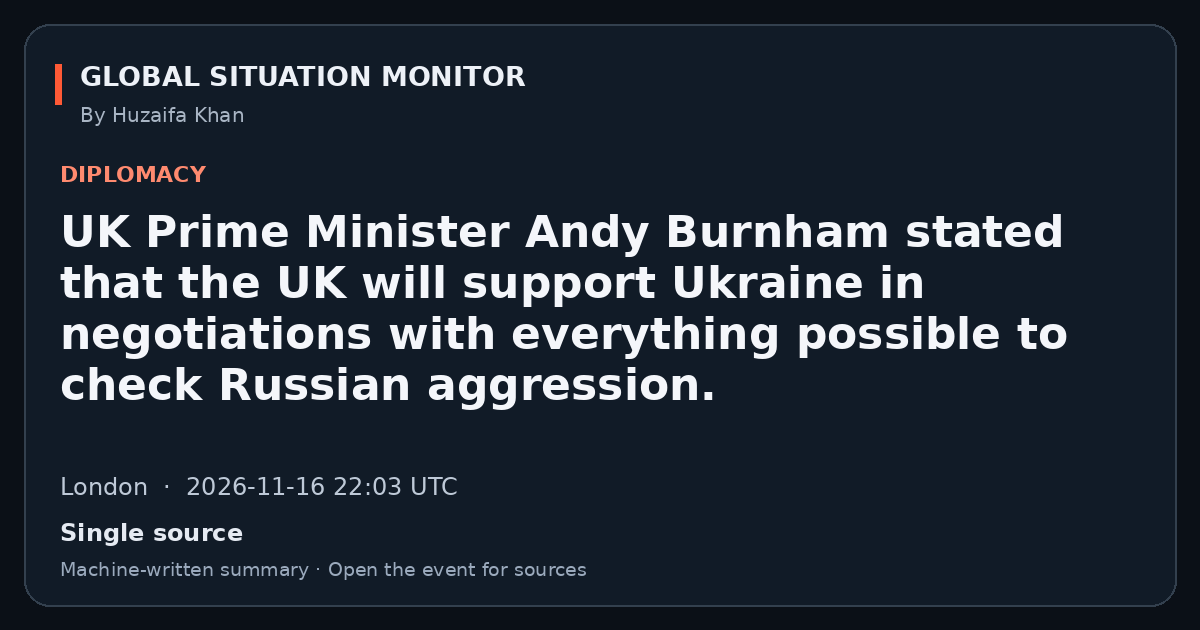 GLOBAL SITUATION MONITOR
By Huzaifa Khan
DIPLOMACY
UK Prime Minister Andy Burnham stated
that the UK will support Ukraine in
negotiations with everything possible to
check Russian aggression.
London · 2026-11-16 22:03 UTC
Single source
Machine-written summary · Open the event for sources